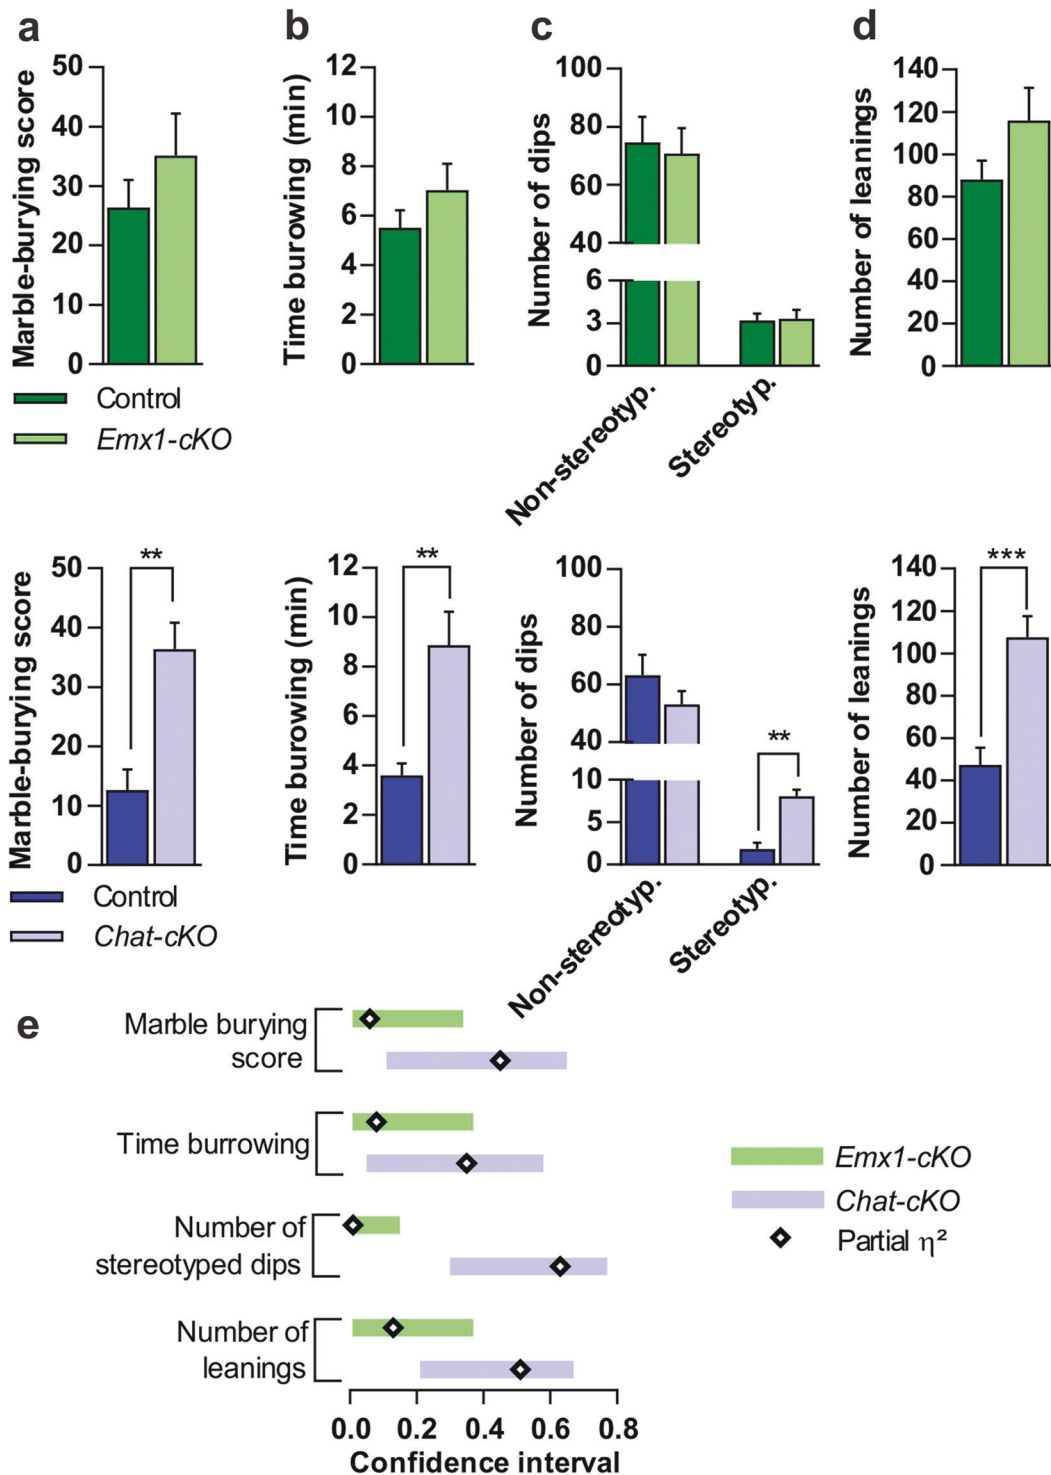 a
Marble-burying score
50
40
30
20
10
0
b
Time burowing (min)
12
10
8
6
4
2
0
c
Number of dips
100
80
60
40
6
3
0
Non-stereotyp.
Stereotyp.
d
Number of leanings
140
120
100
80
60
40
20
0
Control
Emx1-cKO
Marble-burying score
50
40
30
20
10
0
**
Time burowing (min)
12
10
8
6
4
2
0
**
Number of dips
100
80
60
40
10
5
0
**
Non-stereotyp.
Stereotyp.
Number of leanings
140
120
100
80
60
40
20
0
***
Control
Chat-cKO
e
Marble burying
score
Time burrowing
Number of
stereotyped dips
Number of
leanings
0.0 0.2 0.4 0.6 0.8
Confidence interval
Emx1-cKO
Chat-cKO
Partial η²